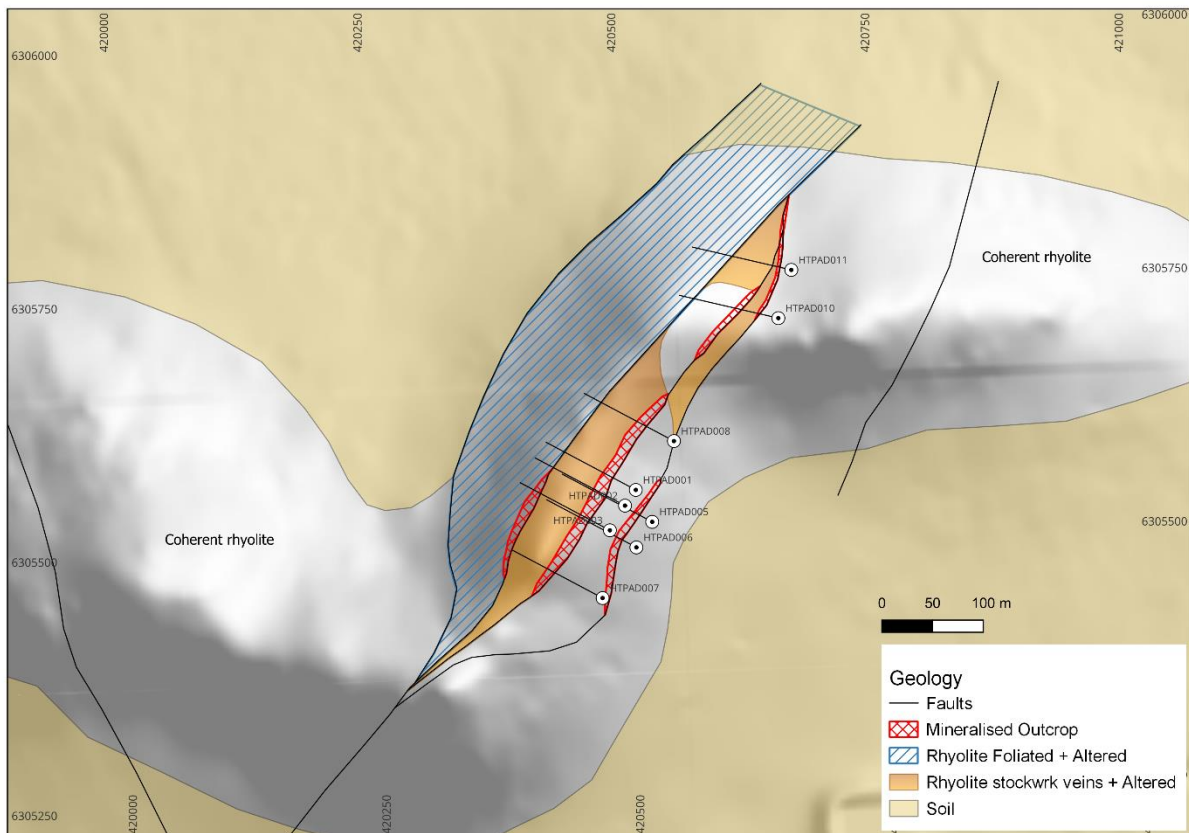 420000
420250
420500
420750
421000
6306000
6306000
HTPAD011
Coherent rhyolite
6305750
6305750
HTPAD010
HTPAD008
HTPAD001
HTPAD002
HTPAD005
HTPAD003
6305500
HTPAD006
Coherent rhyolite
6305500
HTPAD007
0 50 100 m
Geology
Faults
Mineralised Outcrop
Rhyolite Foliated + Altered
Rhyolite stockwrk veins + Altered
Soil
6305250
420000
420250
420500